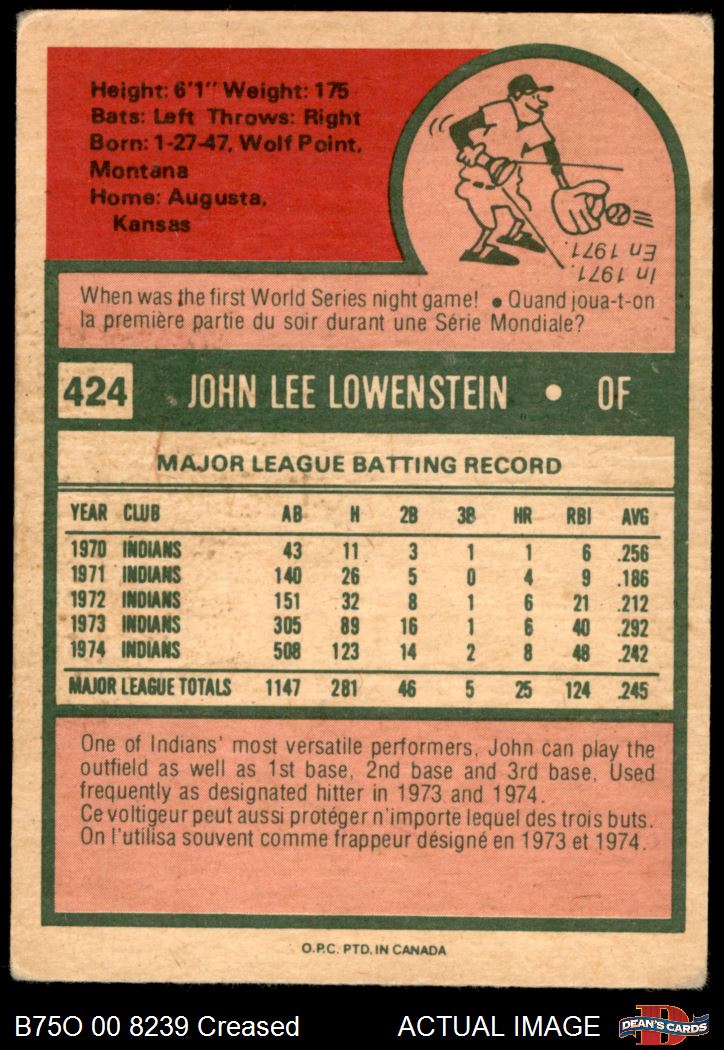 Height: 6'1" Weight: 175
Bats: Left Throws: Right
Born: 1-27-47, Wolf Point,
Montana
Home: Augusta,
Kansas
In 1971.
En 1971.
When was the first World Series night game! • Quand joua-t-on
la première partie du soir durant une Série Mondiale?
424 JOHN LEE LOWENSTEIN • OF
MAJOR LEAGUE BATTING RECORD
YEAR CLUB AB H 2B 3B HR RBI AVG
1970 INDIANS 43 11 3 1 1 6 .256
1971 INDIANS 140 26 5 0 4 9 .186
1972 INDIANS 151 32 8 1 6 21 .212
1973 INDIANS 305 89 16 1 6 40 .292
1974 INDIANS 508 123 14 2 8 48 .242
MAJOR LEAGUE TOTALS 1147 281 46 5 25 124 .245
One of Indians' most versatile performers, John can play the
outfield as well as 1st base, 2nd base and 3rd base. Used
frequently as designated hitter in 1973 and 1974.
Ce voltigeur peut aussi protéger n'importe lequel des trois buts.
On l'utilisa souvent comme frappeur désigné en 1973 et 1974.
O.P.C. PTD. IN CANADA
B75O 00 8239 Creased ACTUAL IMAGE
D
DEAN'S CARDS